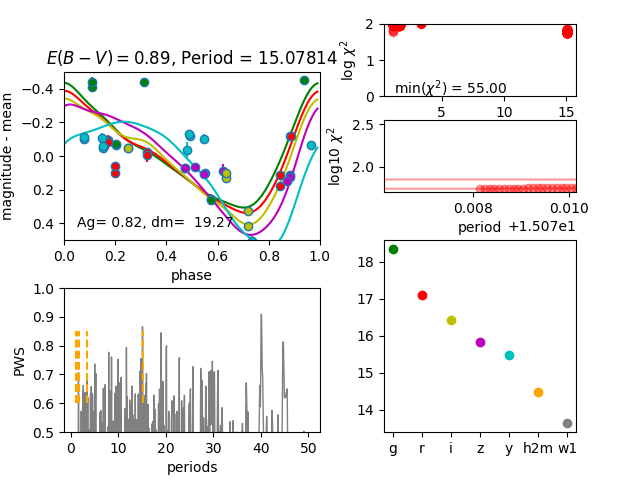 E(B − V) = 0.89, Period = 15.07814
magnitude - mean
−0.4
−0.2
0.0
0.2
0.4
Ag= 0.82, dm=  19.27
0.0 0.2 0.4 0.6 0.8 1.0
phase
log χ²
2
1
0
min(χ²) = 55.00
5 10 15
log10 χ²
2.5
2.0
0.008 0.010
period +1.507e1
PWS
1.0
0.9
0.8
0.7
0.6
0.5
0 10 20 30 40 50
periods
18
17
16
15
14
g r i z y h2m w1